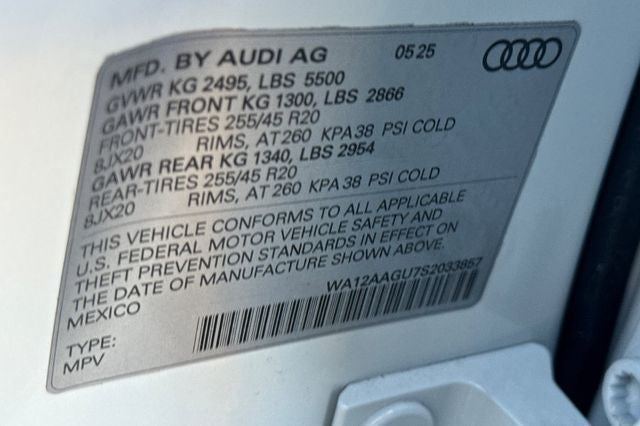 MFD. BY AUDI AG 05 25
GVWR KG 2495, LBS 5500
GAWR FRONT KG 1300, LBS 2866
FRONT-TIRES 255/45 R20
8JX20 RIMS, AT 260 KPA 38 PSI COLD
GAWR REAR KG 1340, LBS 2954
REAR-TIRES 255/45 R20
8JX20 RIMS, AT 260 KPA 38 PSI COLD
THIS VEHICLE CONFORMS TO ALL APPLICABLE
U.S. FEDERAL MOTOR VEHICLE SAFETY AND
THEFT PREVENTION STANDARDS IN EFFECT ON
THE DATE OF MANUFACTURE SHOWN ABOVE.
MEXICO
WA12AAGU7S2033857
TYPE:
MPV